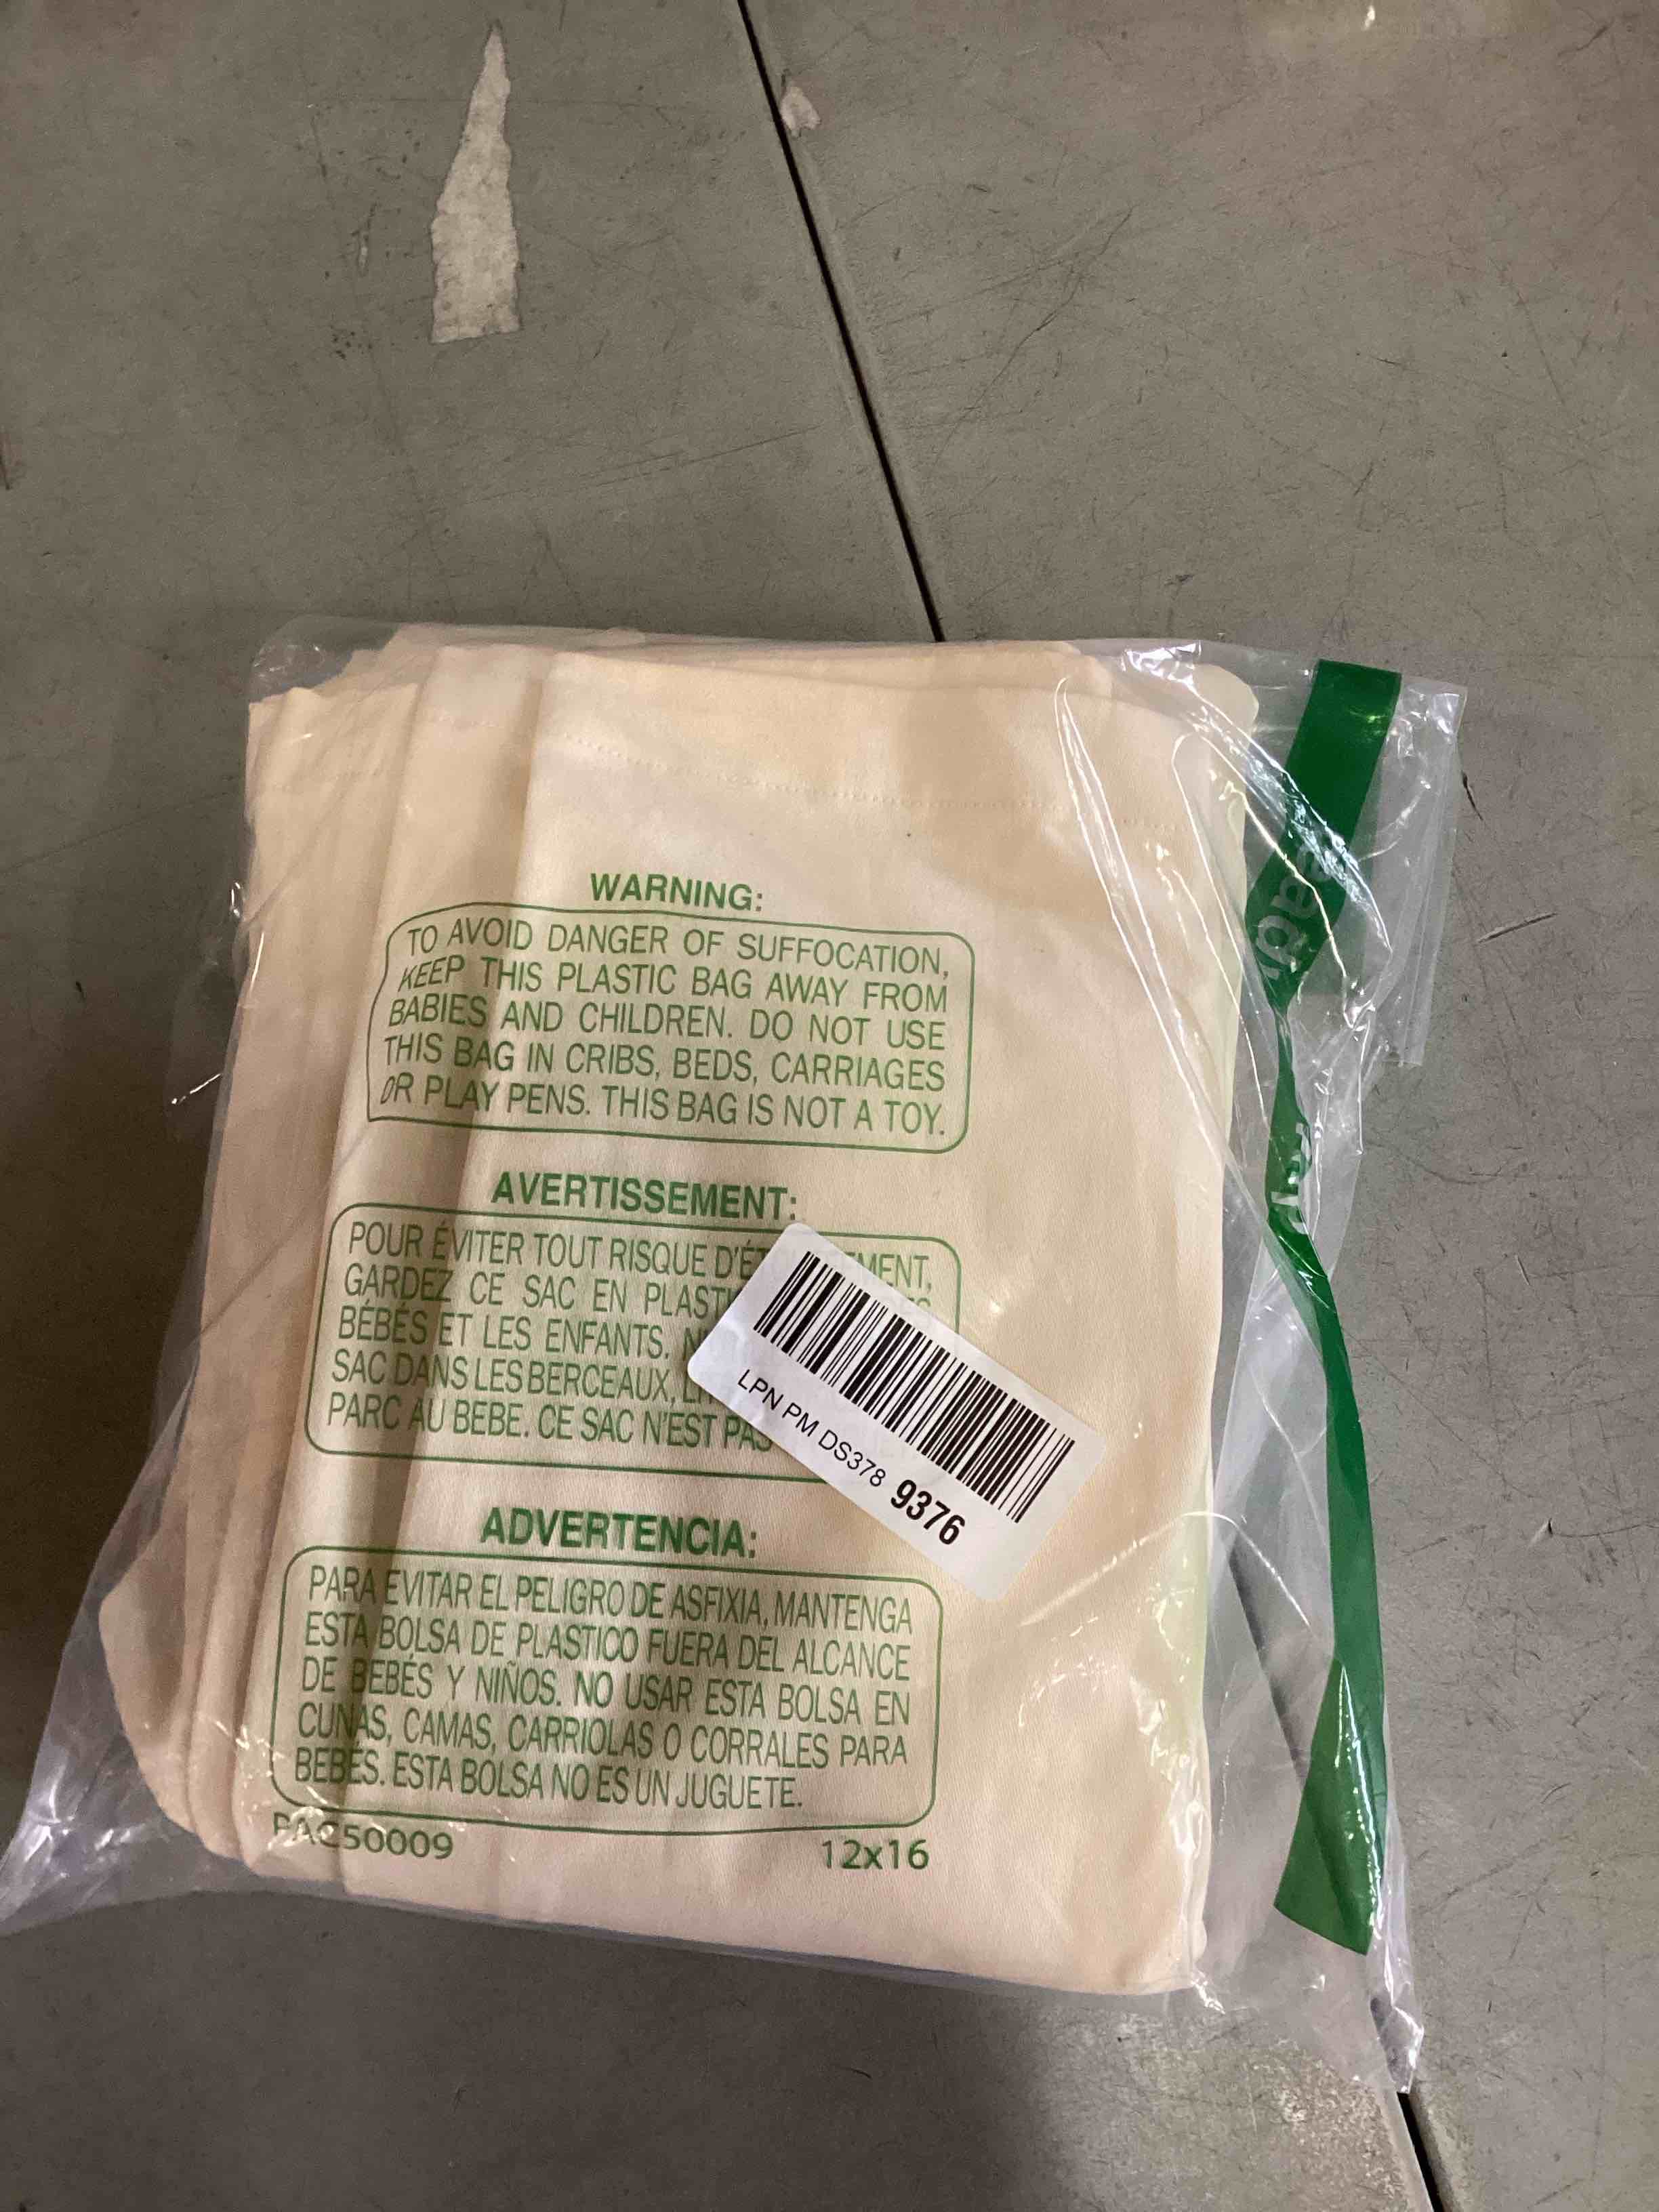 WARNING:
TO AVOID DANGER OF SUFFOCATION,
KEEP THIS PLASTIC BAG AWAY FROM
BABIES AND CHILDREN. DO NOT USE
THIS BAG IN CRIBS, BEDS, CARRIAGES
OR PLAY PENS. THIS BAG IS NOT A TOY.
AVERTISSEMENT:
POUR ÉVITER TOUT RISQUE
GARDEZ CE SAC EN
BÉBÉS ET LES ENFANTS.
SAC DANS LES BERCEAUX,
PARC AU BEBE. CE SAC N'EST PAS
LPN PM DS378 9376
ADVERTENCIA:
PARA EVITAR EL PELIGRO DE ASFIXIA, MANTENGA
ESTA BOLSA DE PLASTICO FUERA DEL ALCANCE
DE BEBÉS Y NIÑOS. NO USAR ESTA BOLSA EN
CUNAS, CAMAS, CARRIOLAS O CORRALES PARA
BEBÉS. ESTA BOLSA NO ES UN JUGUETE.
PAC50009 12x16